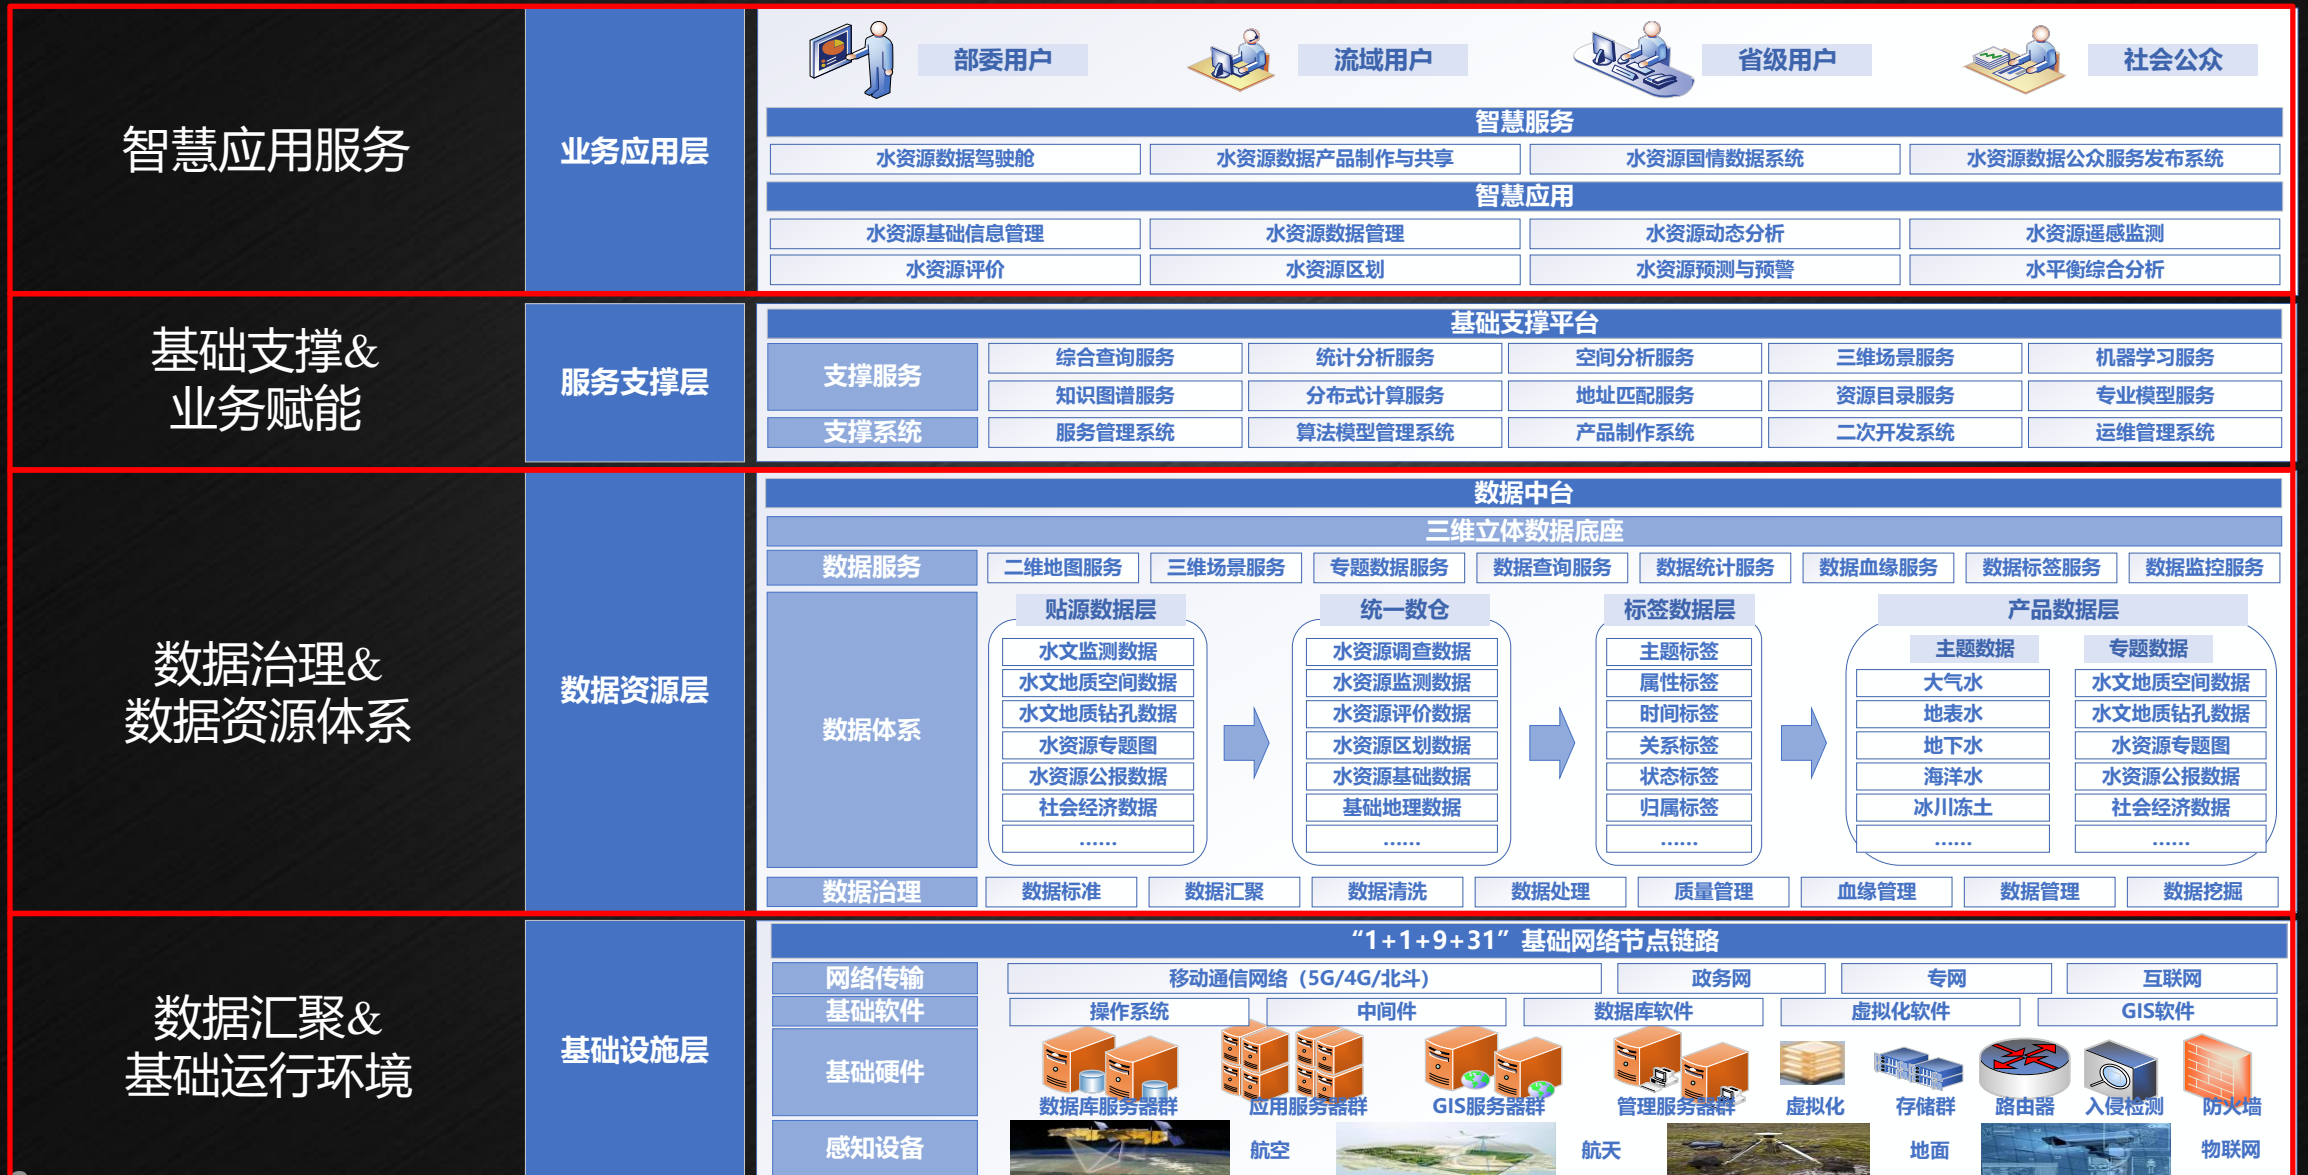 智慧应用服务
业务应用层
部委用户 流域用户 省级用户 社会公众
智慧服务
水资源数据驾驶舱 水资源数据产品制作与共享 水资源国情数据系统 水资源数据公众服务发布系统
智慧应用
水资源基础信息管理 水资源数据管理 水资源动态分析 水资源遥感监测
水资源评价 水资源区划 水资源预测与预警 水平衡综合分析
基础支撑&
业务赋能
服务支撑层
基础支撑平台
支撑服务
综合查询服务 统计分析服务 空间分析服务 三维场景服务 机器学习服务
知识图谱服务 分布式计算服务 地址匹配服务 资源目录服务 专业模型服务
支撑系统
服务管理系统 算法模型管理系统 产品制作系统 二次开发系统 运维管理系统
数据治理&
数据资源体系
数据资源层
数据中台
三维立体数据底座
数据服务
二维地图服务 三维场景服务 专题数据服务 数据查询服务 数据统计服务 数据血缘服务 数据标签服务 数据监控服务
数据体系
贴源数据层
水文监测数据
水文地质空间数据
水文地质钻孔数据
水资源专题图
水资源公报数据
社会经济数据
……
统一数仓
水资源调查数据
水资源监测数据
水资源评价数据
水资源区划数据
水资源基础数据
基础地理数据
……
标签数据层
主题标签
属性标签
时间标签
关系标签
状态标签
归属标签
……
产品数据层
主题数据
大气水
地表水
地下水
海洋水
冰川冻土
……
专题数据
水文地质空间数据
水文地质钻孔数据
水资源专题图
水资源公报数据
社会经济数据
……
数据治理
数据标准 数据汇聚 数据清洗 数据处理 质量管理 血缘管理 数据管理 数据挖掘
数据汇聚&
基础运行环境
基础设施层
“1+1+9+31”基础网络节点链路
网络传输
移动通信网络（5G/4G/北斗） 政务网 专网 互联网
基础软件
操作系统 中间件 数据库软件 虚拟化软件 GIS软件
基础硬件
数据库服务器群 应用服务器群 GIS服务器群 管理服务器群 虚拟化 存储群 路由器 入侵检测 防火墙
感知设备
航空 航天 地面 物联网